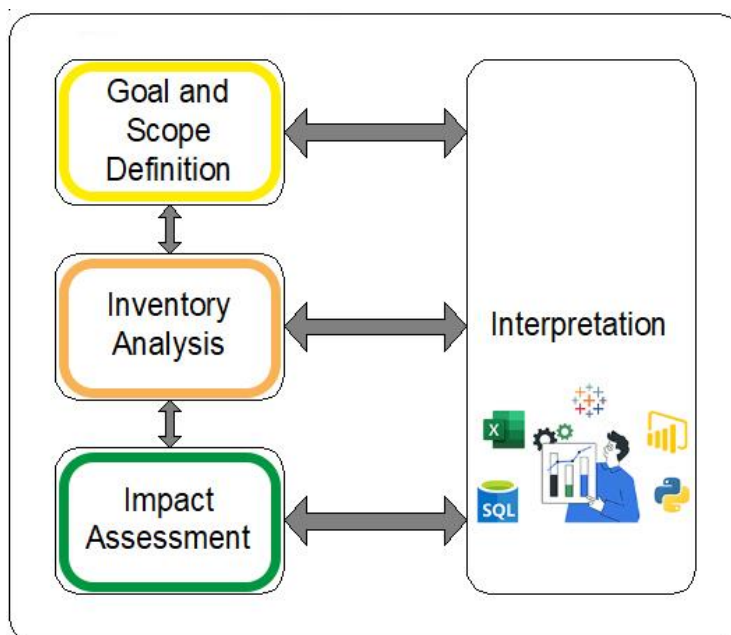 Goal and
Scope
Definition
Inventory
Analysis
Interpretation
X
SQL
Impact
Assessment